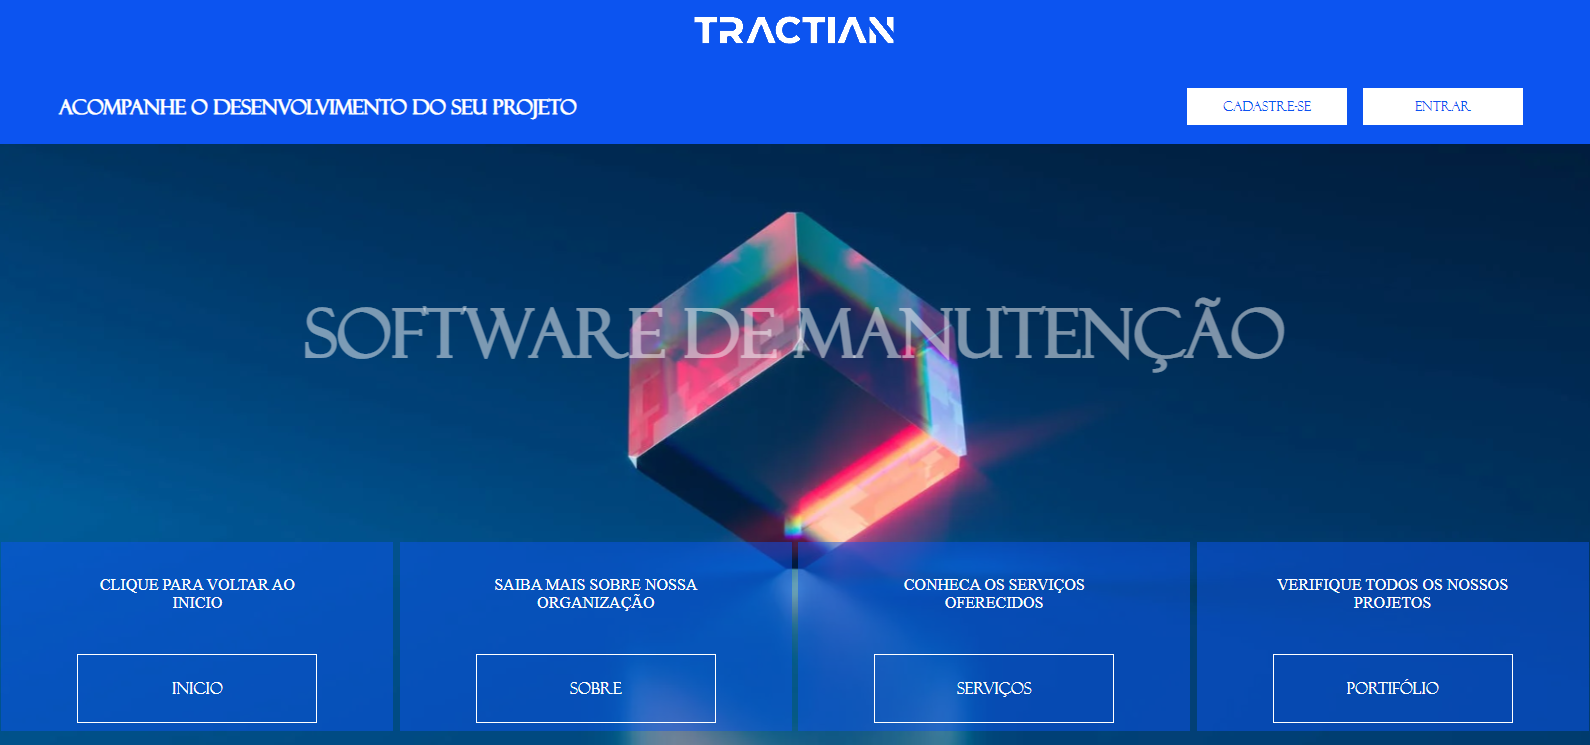 TRACTIAN
ACOMPANHE O DESENVOLVIMENTO DO SEU PROJETO
CADASTRE-SE
ENTRAR
SOFTWARE DE MANUTENÇÃO
CLIQUE PARA VOLTAR AO
INICIO
INICIO
SAIBA MAIS SOBRE NOSSA
ORGANIZAÇÃO
SOBRE
CONHECA OS SERVIÇOS
OFERECIDOS
SERVIÇOS
VERIFIQUE TODOS OS NOSSOS
PROJETOS
PORTIFÓLIO